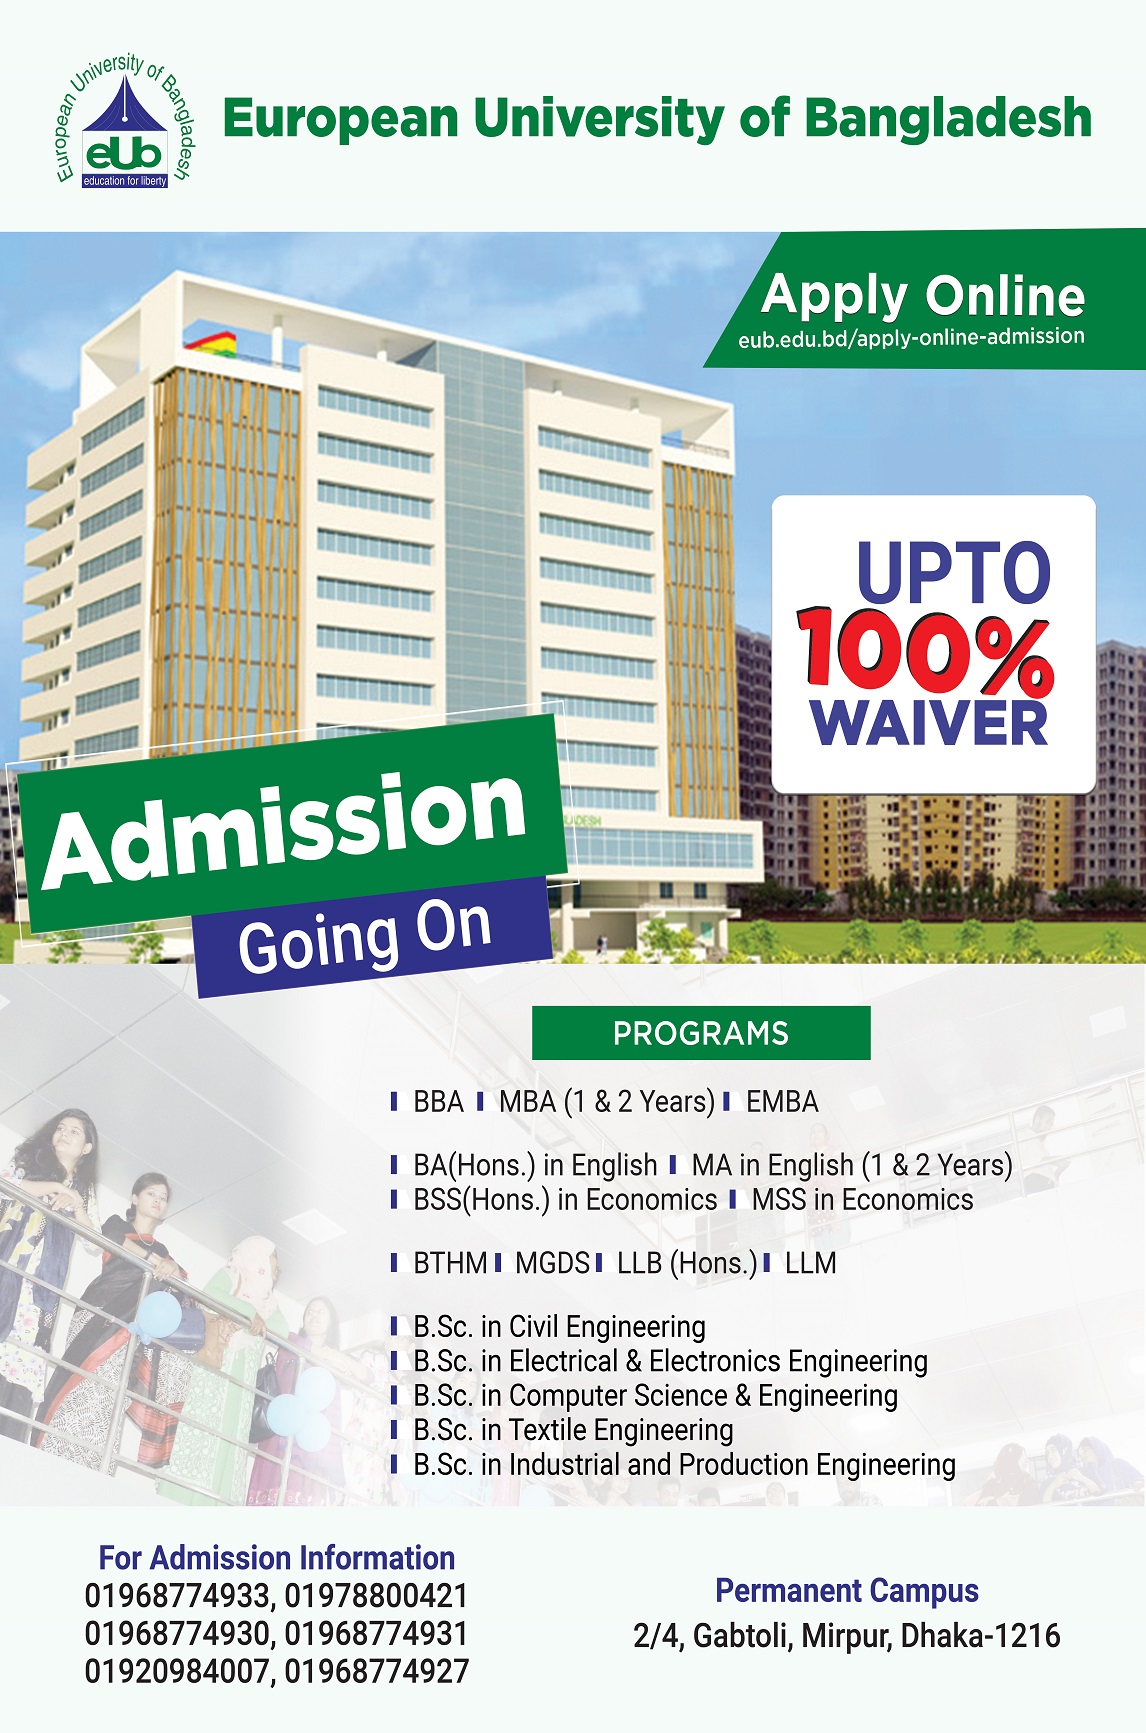 European University of Bangladesh
eUb
education for liberty
European University of Bangladesh
Apply Online
eub.edu.bd/apply-online-admission
UPTO
100%
WAIVER
Admission
Going On
PROGRAMS
BBA MBA (1 & 2 Years) EMBA
BA(Hons.) in English MA in English (1 & 2 Years)
BSS(Hons.) in Economics MSS in Economics
BTHM MGDS LLB (Hons.) LLM
B.Sc. in Civil Engineering
B.Sc. in Electrical & Electronics Engineering
B.Sc. in Computer Science & Engineering
B.Sc. in Textile Engineering
B.Sc. in Industrial and Production Engineering
For Admission Information
01968774933, 01978800421
01968774930, 01968774931
01920984007, 01968774927
Permanent Campus
2/4, Gabtoli, Mirpur, Dhaka-1216